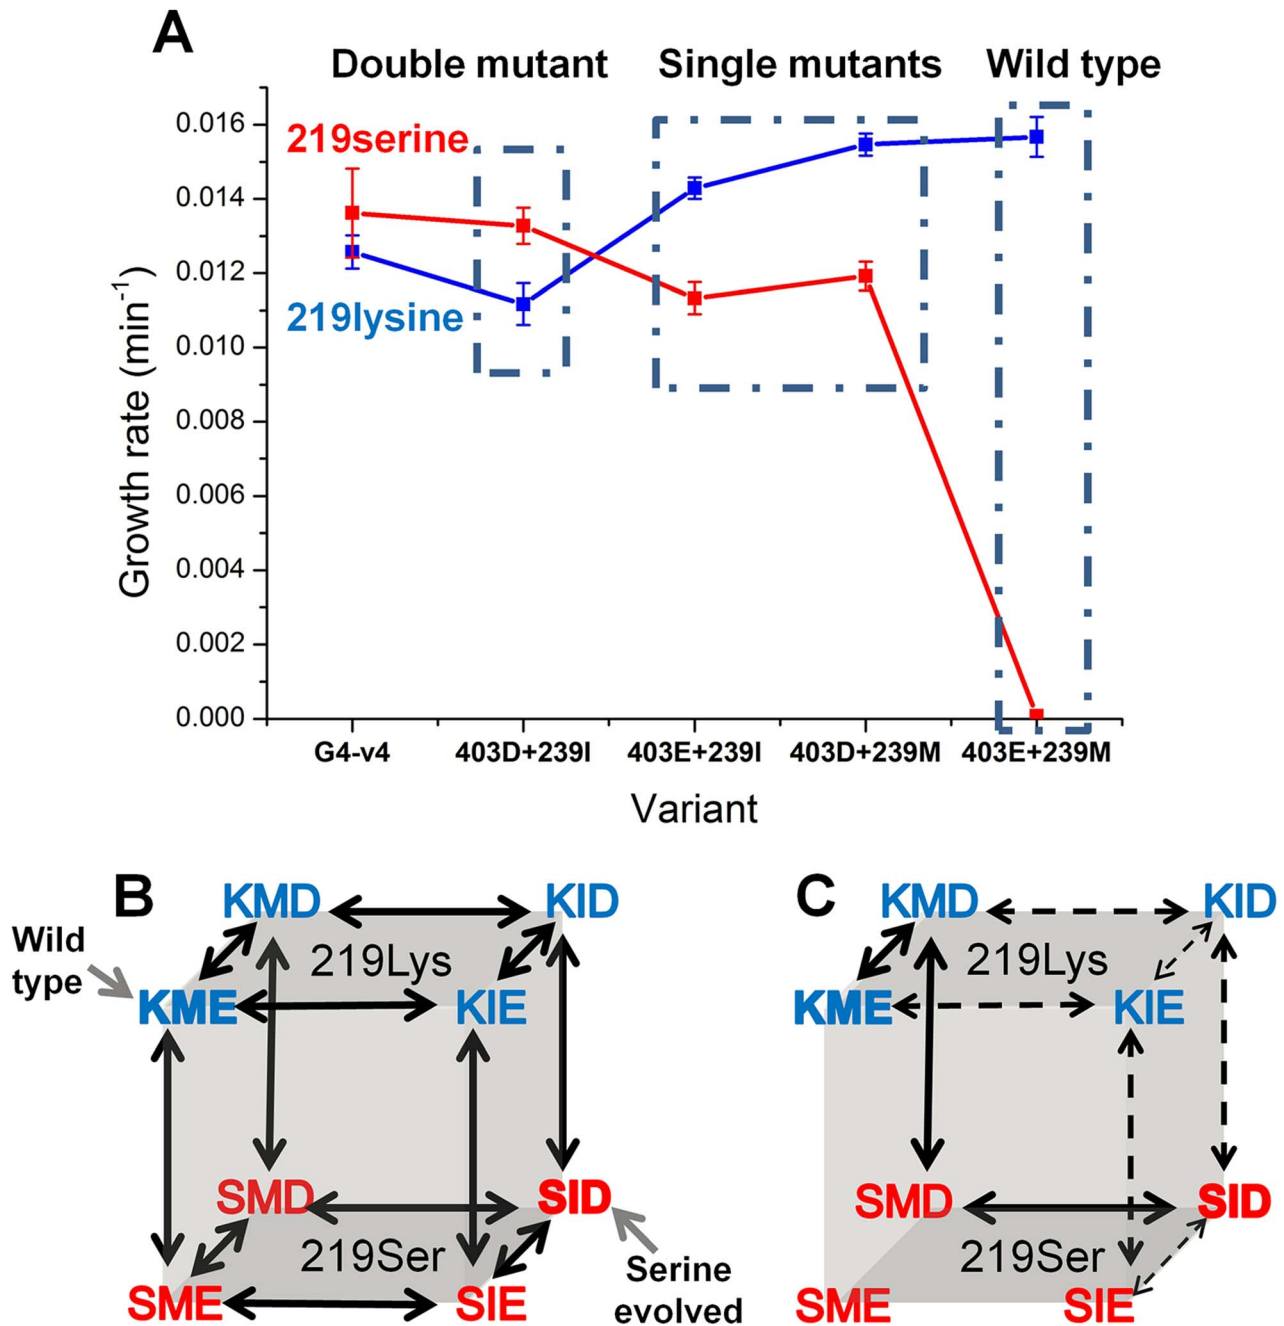 A
Double mutant
Single mutants
Wild type
219serine
219lysine
Growth rate (min⁻¹)
0.016
0.014
0.012
0.010
0.008
0.006
0.004
0.002
0.000
G4-v4
403D+239I
403E+239I
403D+239M
403E+239M
Variant
B
KMD
KID
Wild
type
219Lys
KME
KIE
SMD
SID
219Ser
SME
SIE
Serine
evolved
C
KMD
KID
219Lys
KME
KIE
SMD
SID
219Ser
SME
SIE